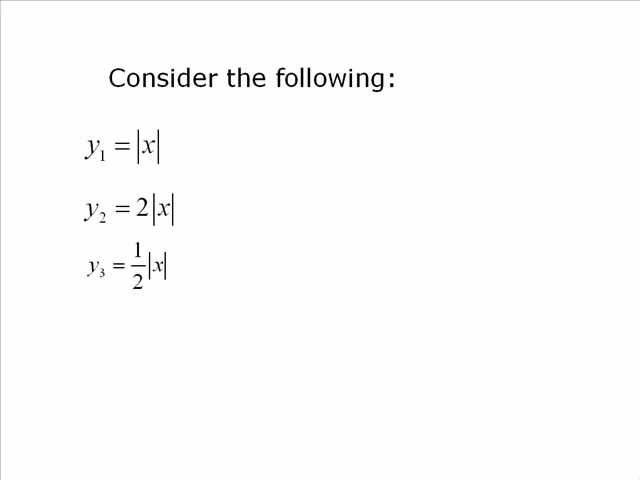 Consider the following:
y₁ = |x|
y₂ = 2|x|
y₃ = 1/2|x|